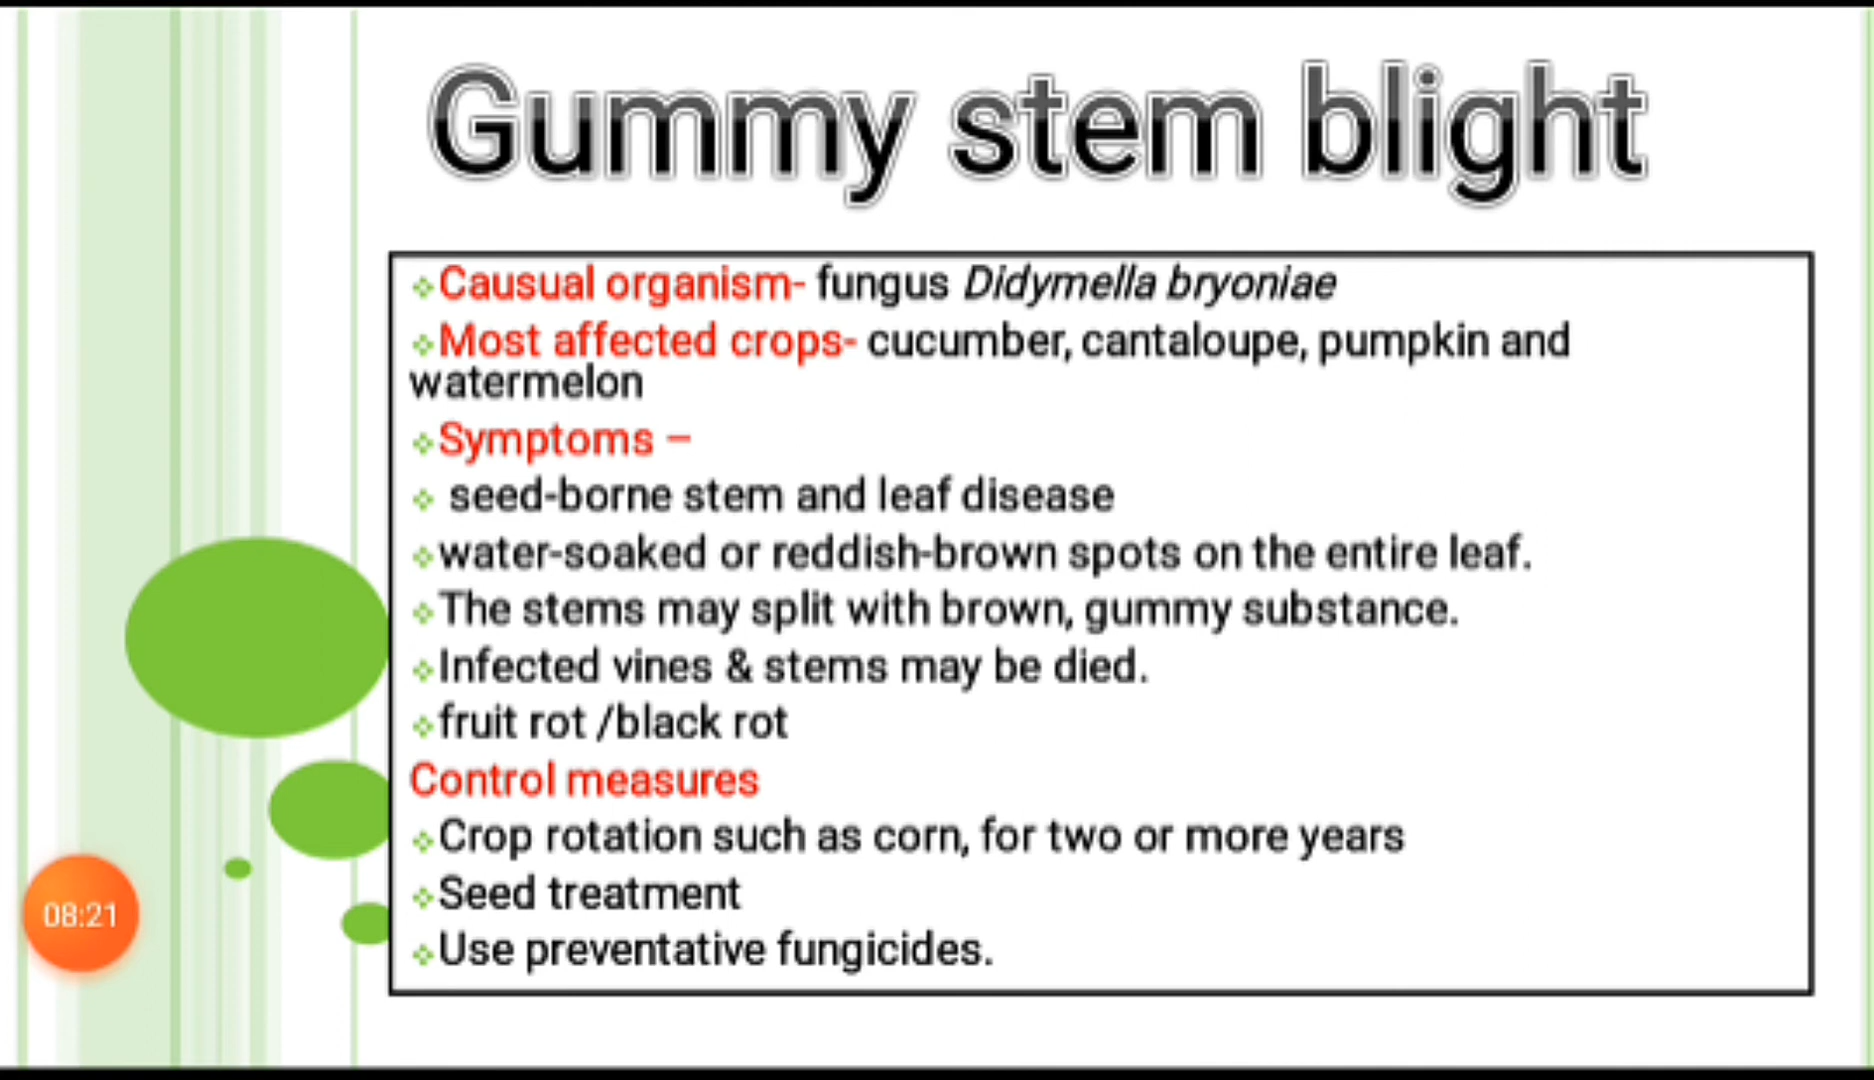 Gummy stem blight
Causual organism- fungus Didymella bryoniae
Most affected crops- cucumber, cantaloupe, pumpkin and
watermelon
Symptoms –
seed-borne stem and leaf disease
water-soaked or reddish-brown spots on the entire leaf.
The stems may split with brown, gummy substance.
Infected vines & stems may be died.
fruit rot /black rot
Control measures
Crop rotation such as corn, for two or more years
Seed treatment
Use preventative fungicides.
08:21